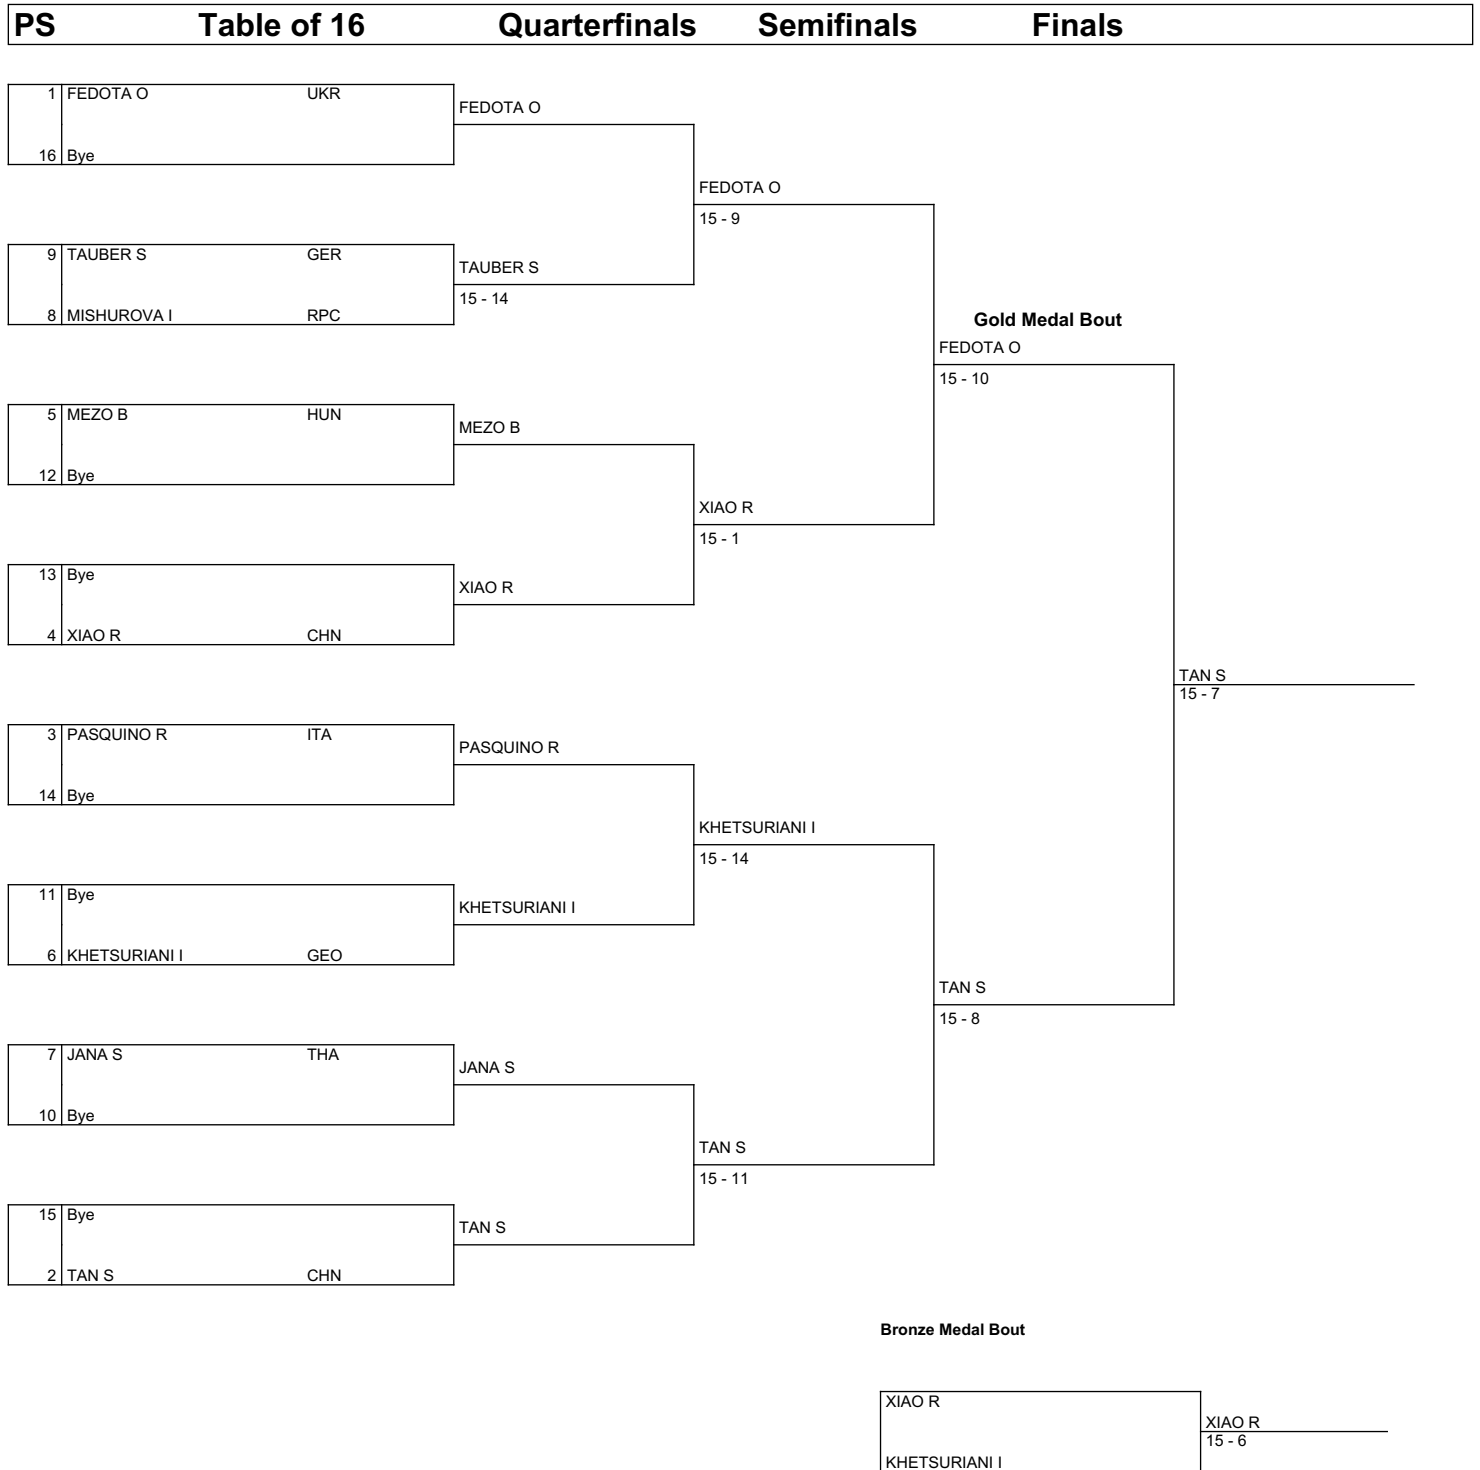 PS Table of 16 Quarterfinals Semifinals Finals
1 FEDOTA O UKR
FEDOTA O
16 Bye
FEDOTA O
15 - 9
9 TAUBER S GER
TAUBER S
15 - 14
8 MISHUROVA I RPC
Gold Medal Bout
FEDOTA O
15 - 10
5 MEZO B HUN
MEZO B
12 Bye
XIAO R
15 - 1
13 Bye
XIAO R
4 XIAO R CHN
TAN S
15 - 7
3 PASQUINO R ITA
PASQUINO R
14 Bye
KHETSURIANI I
15 - 14
11 Bye
KHETSURIANI I
6 KHETSURIANI I GEO
TAN S
15 - 8
7 JANA S THA
JANA S
10 Bye
TAN S
15 - 11
15 Bye
TAN S
2 TAN S CHN
Bronze Medal Bout
XIAO R
XIAO R
15 - 6
KHETSURIANI I